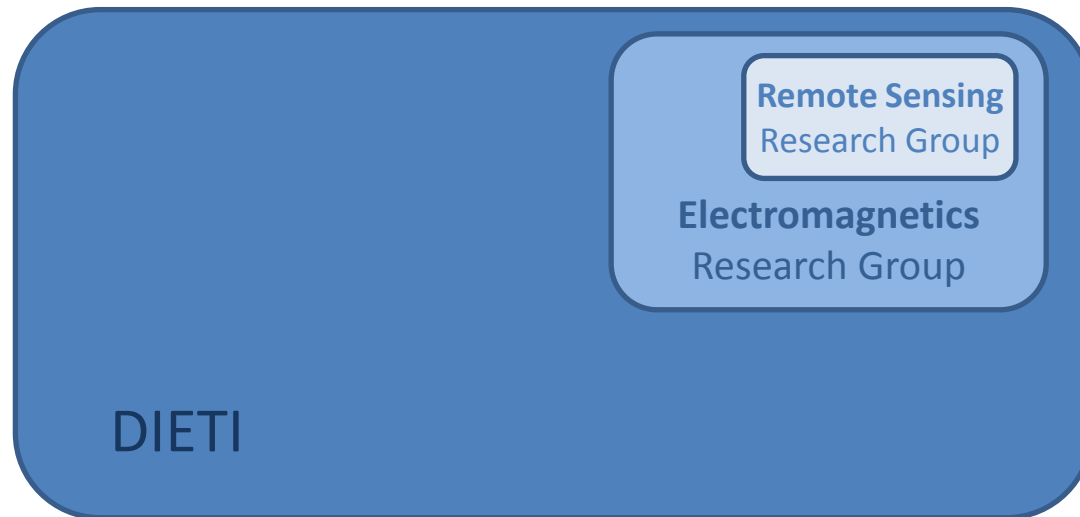 Remote Sensing
Research Group
Electromagnetics
Research Group
DIETI